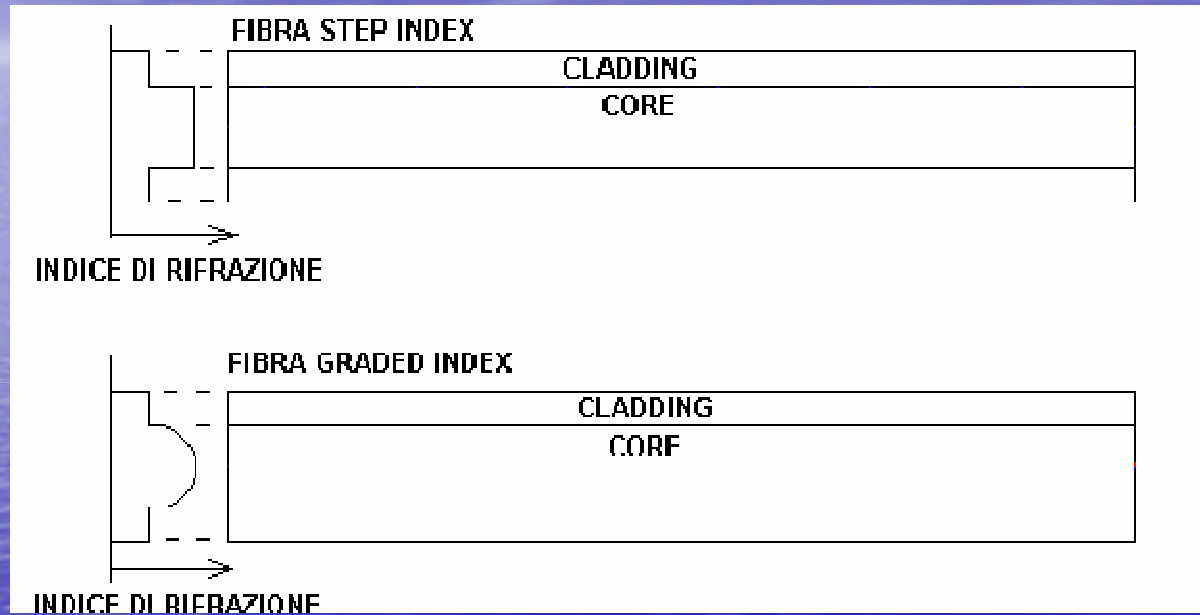 FIBRA STEP INDEX
CLADDING
CORE
INDICE DI RIFRAZIONE
FIBRA GRADED INDEX
CLADDING
CORE
INDICE DI RIFRAZIONE